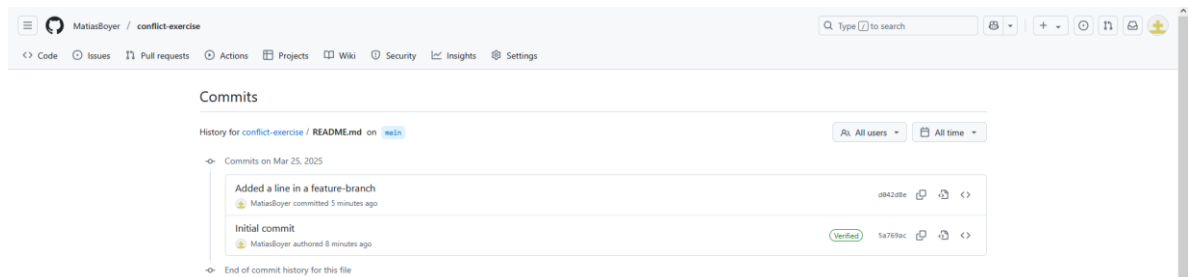 MatiasBoyer / conflict-exercise
Type / to search
Code Issues Pull requests Actions Projects Wiki Security Insights Settings
Commits
History for conflict-exercise / README.md on main
All users All time
Commits on Mar 25, 2025
Added a line in a feature-branch
MatiasBoyer committed 5 minutes ago
d042d8e
Initial commit
MatiasBoyer authored 8 minutes ago
Verified 5a769ac
End of commit history for this file